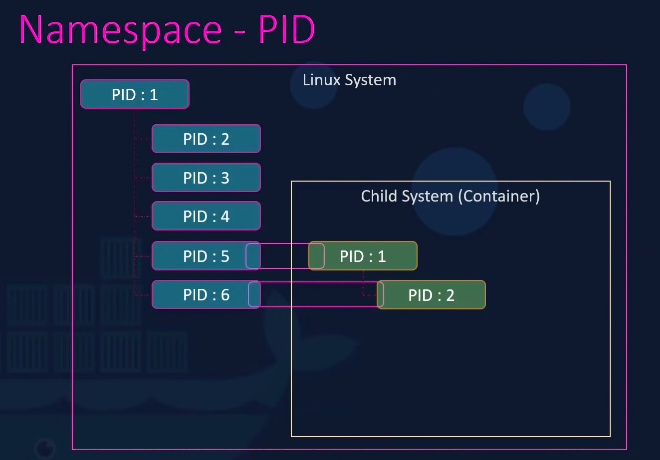 Namespace - PID
Linux System
PID : 1
PID : 2
PID : 3
PID : 4
PID : 5
PID : 6
Child System (Container)
PID : 1
PID : 2